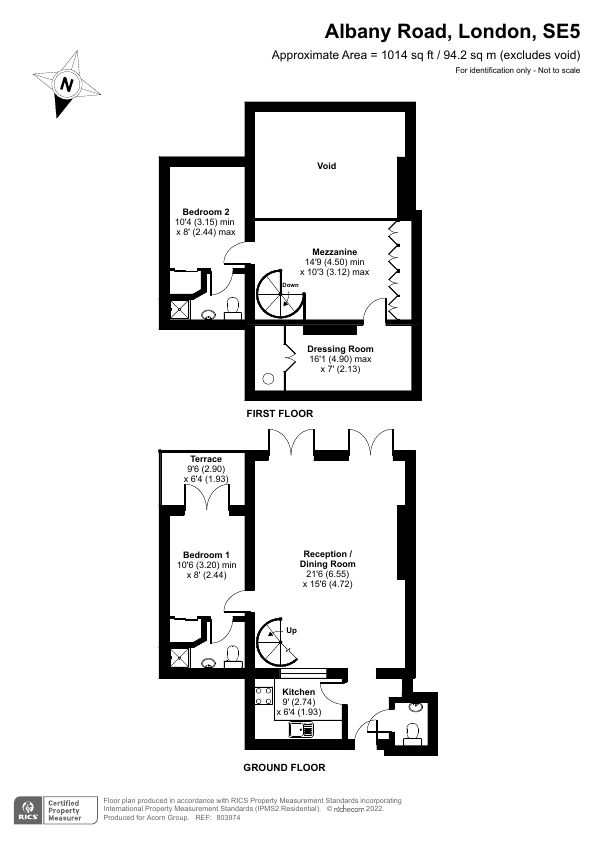 Albany Road, London, SE5
Approximate Area = 1014 sq ft / 94.2 sq m (excludes void)
For identification only - Not to scale
N
Void
Bedroom 2
10'4 (3.15) min
x 8' (2.44) max
Mezzanine
14'9 (4.50) min
x 10'3 (3.12) max
Down
Dressing Room
16'1 (4.90) max
x 7' (2.13)
FIRST FLOOR
Terrace
9'6 (2.90)
x 6'4 (1.93)
Bedroom 1
10'6 (3.20) min
x 8' (2.44)
Reception /
Dining Room
21'6 (6.55)
x 15'6 (4.72)
Up
Kitchen
9' (2.74)
x 6'4 (1.93)
GROUND FLOOR
RICS
Certified
Property
Measurer
Floor plan produced in accordance with RICS Property Measurement Standards incorporating
International Property Measurement Standards (IPMS2 Residential). © nichecom 2022.
Produced for Acorn Group. REF: 803974